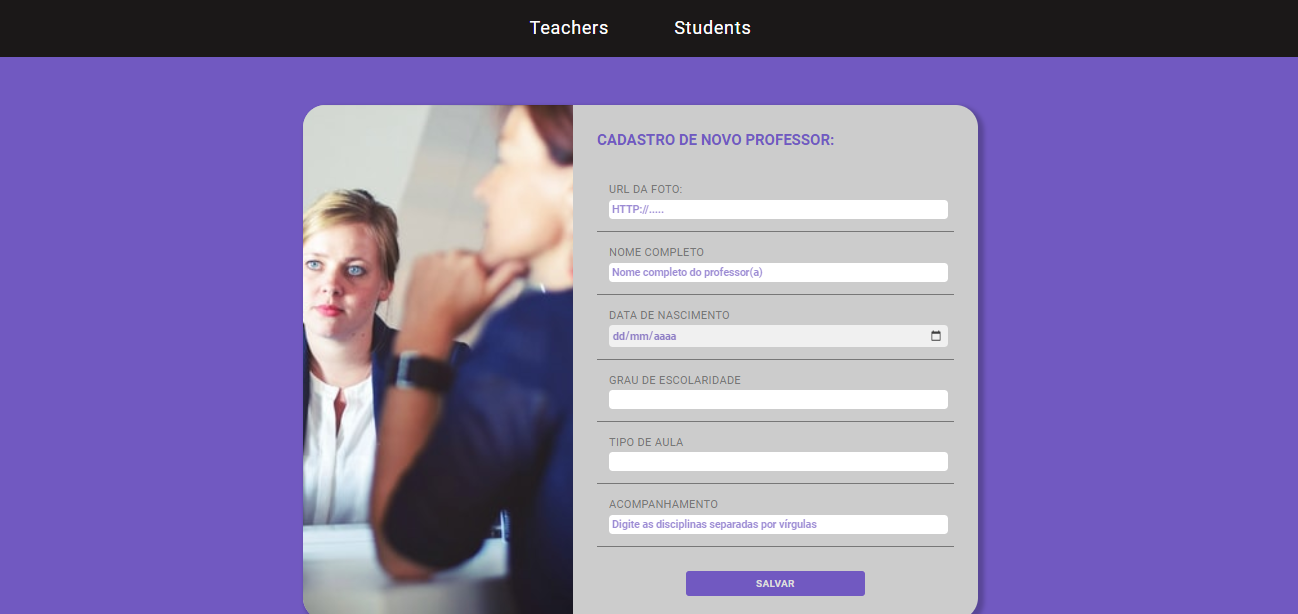 Teachers Students
CADASTRO DE NOVO PROFESSOR:
URL DA FOTO:
HTTP://.....
NOME COMPLETO
Nome completo do professor(a)
DATA DE NASCIMENTO
dd/mm/aaaa
GRAU DE ESCOLARIDADE
TIPO DE AULA
ACOMPANHAMENTO
Digite as disciplinas separadas por vírgulas
SALVAR